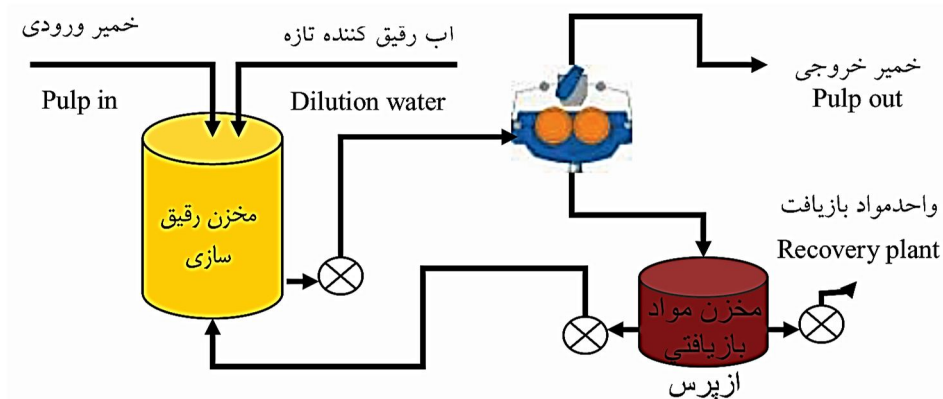 خمیر ورودی
Pulp in
اب رقیق کننده تازه
Dilution water
خمیر خروجی
Pulp out
مخزن رقیق
سازی
واحدمواد بازیافت
Recovery plant
مخزن مواد
بازیافتي
ازپرس